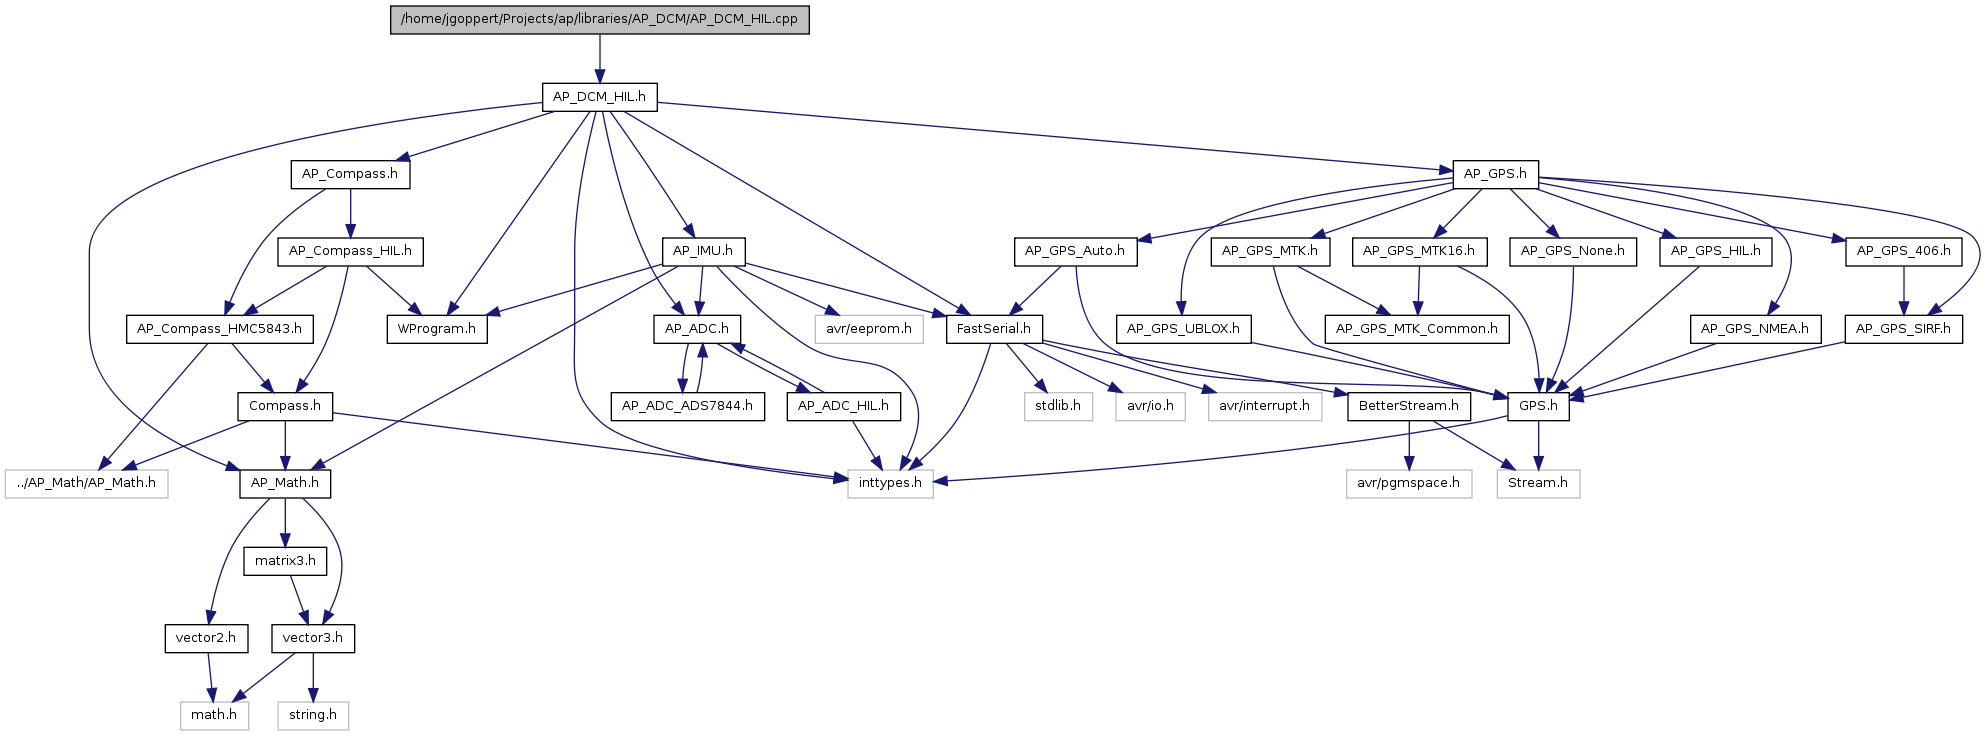 /home/jgoppert/Projects/ap/libraries/AP_DCM/AP_DCM_HIL.cpp
AP_DCM_HIL.h
AP_Compass.h
AP_GPS.h
AP_Compass_HIL.h
AP_IMU.h
AP_GPS_Auto.h
AP_GPS_MTK.h
AP_GPS_MTK16.h
AP_GPS_None.h
AP_GPS_HIL.h
AP_GPS_406.h
AP_Compass_HMC5843.h
WProgram.h
AP_ADC.h
avr/eeprom.h
FastSerial.h
AP_GPS_UBLOX.h
AP_GPS_MTK_Common.h
AP_GPS_NMEA.h
AP_GPS_SIRF.h
Compass.h
AP_ADC_ADS7844.h
AP_ADC_HIL.h
stdlib.h
avr/io.h
avr/interrupt.h
BetterStream.h
GPS.h
../AP_Math/AP_Math.h
AP_Math.h
inttypes.h
avr/pgmspace.h
Stream.h
matrix3.h
vector2.h
vector3.h
math.h
string.h